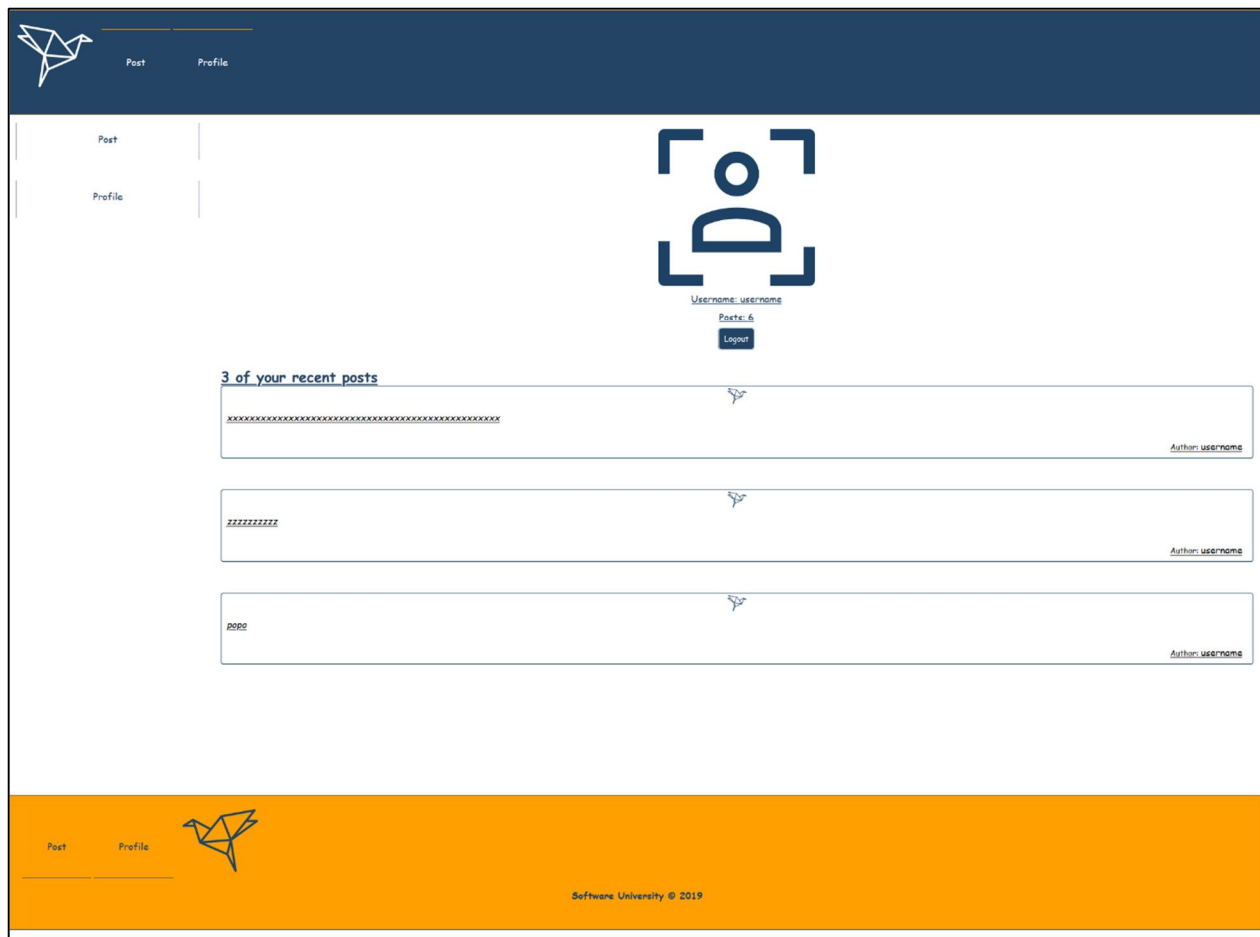 Post Profile
Post
Profile
Username: username
Posts: 6
Logout
3 of your recent posts
xxxxxxxxxxxxxxxxxxxxxxxxxxxxxxxxxxxxxxxxxxxxxxxxx
Author: username
zzzzzzzzzz
Author: username
popo
Author: username
Post Profile
Software University © 2019